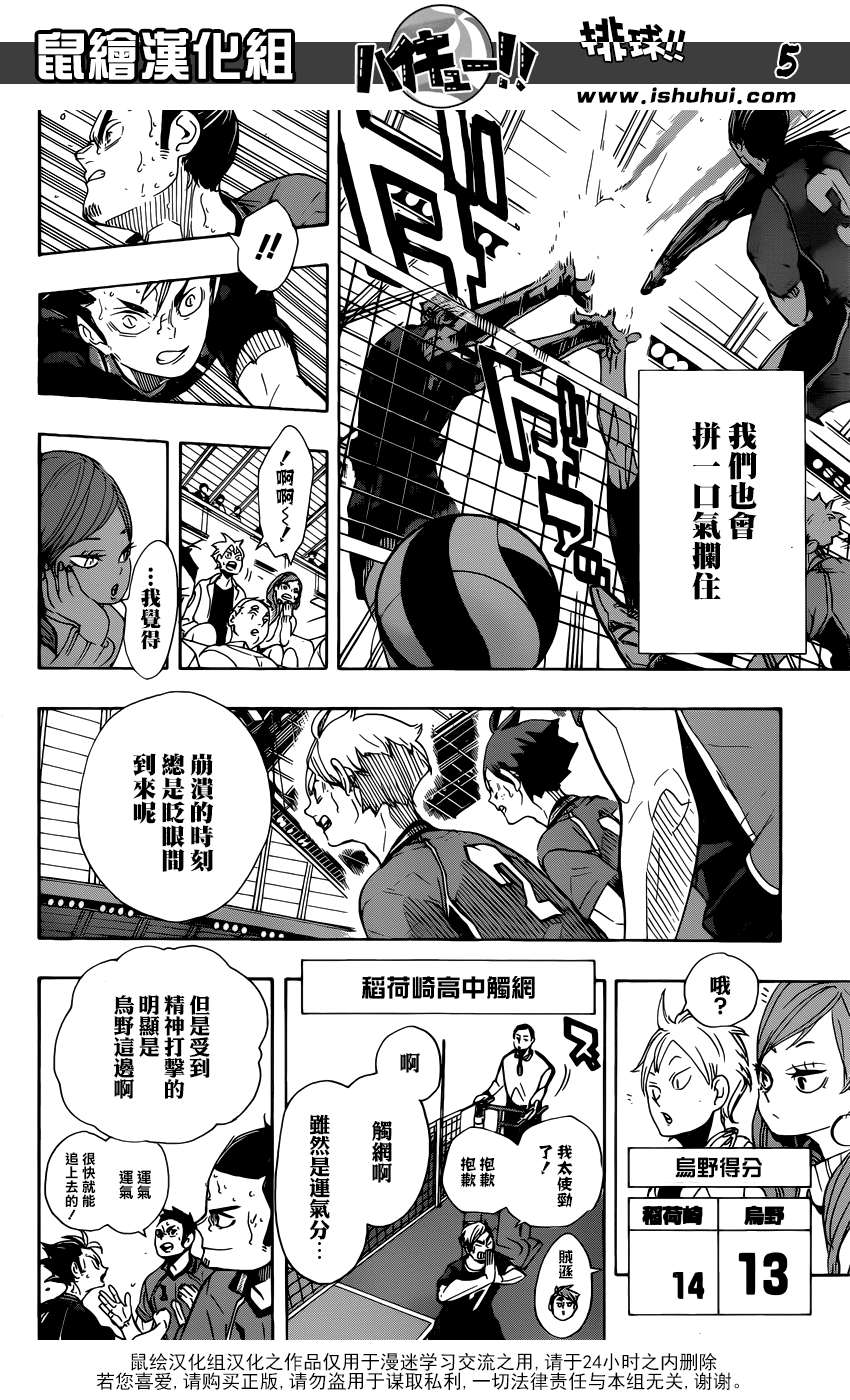 鼠繪漢化組
ハイキュー!!
排球!!
5
www.ishuhui.com
我們也會
拼一口氣攔住
!!
!
啊啊~!
…我覺得
崩潰的時刻
總是眨眼間
到來呢
哦?
烏野得分
稻荷崎 烏野
14 13
稻荷崎高中觸網
我太使勁了!
抱歉
抱歉
賊遜
啊
觸網啊
雖然是運氣分…
但是受到
精神打擊的
明顯是
烏野這邊啊
運氣
運氣
很快就能
追上去的!
鼠绘汉化组汉化之作品仅用于漫迷学习交流之用, 请于24小时之内删除
若您喜爱, 请购买正版, 请勿盗用于谋取私利, 一切法律责任与本组无关, 谢谢。